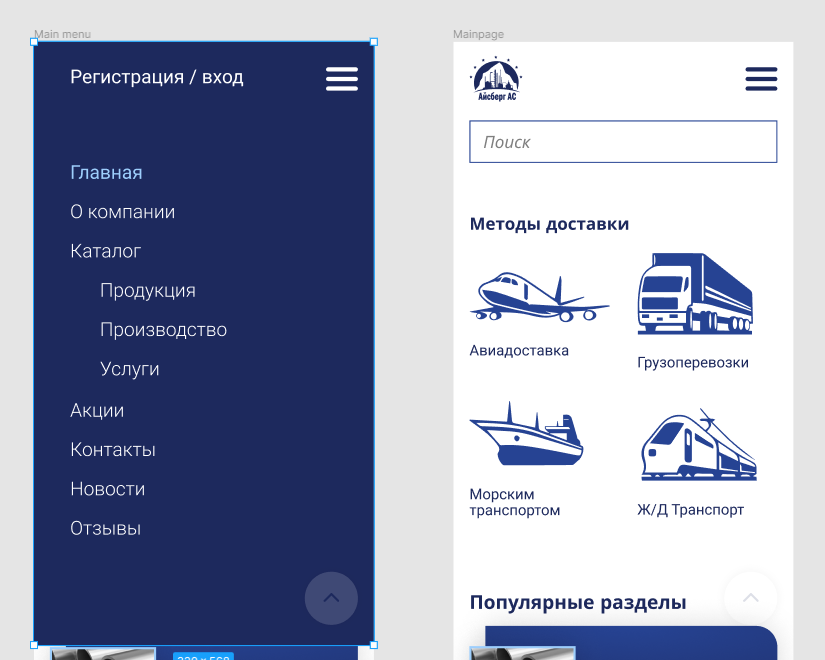 Main menu
Регистрация / вход
Главная
О компании
Каталог
Продукция
Производство
Услуги
Акции
Контакты
Новости
Отзывы
Mainpage
Айсберг АС
Поиск
Методы доставки
Авиадоставка
Грузоперевозки
Морским
транспортом
Ж/Д Транспорт
Популярные разделы